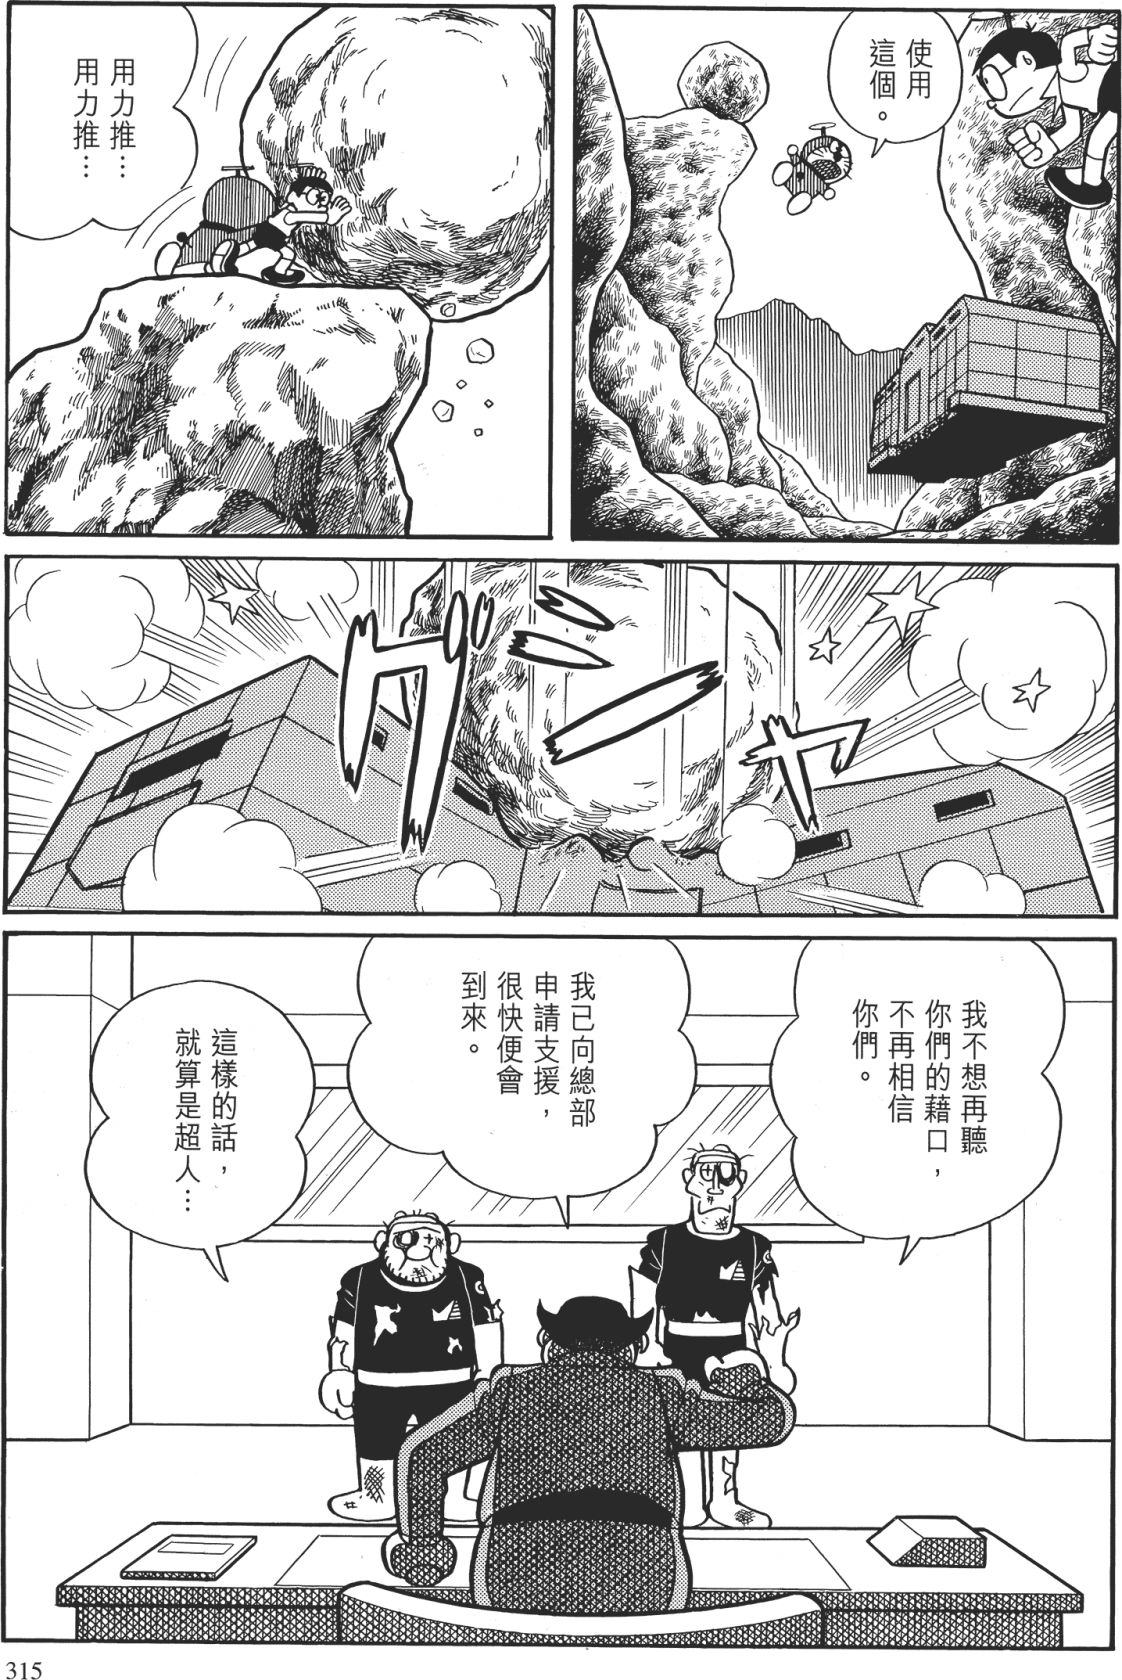 使用
這個。
用力推…
用力推…
グシャ
我不想再聽
你們的藉口，
不再相信
你們。
我已向總部
申請支援，
很快便會
到來。
這樣的話，
就算是超人…
315